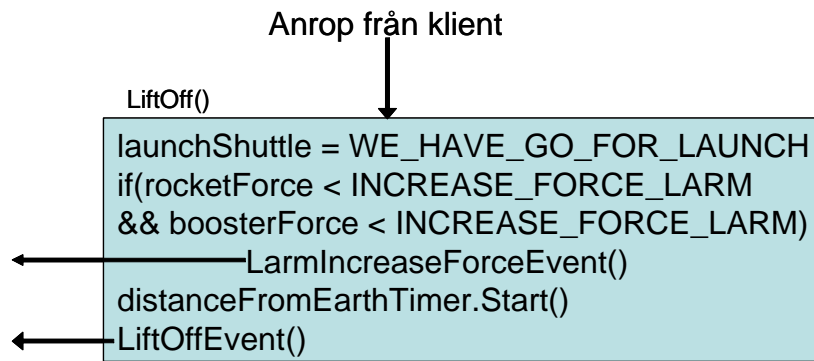 Anrop från klient
LiftOff()
launchShuttle = WE_HAVE_GO_FOR_LAUNCH
if(rocketForce < INCREASE_FORCE_LARM
&& boosterForce < INCREASE_FORCE_LARM)
LarmIncreaseForceEvent()
distanceFromEarthTimer.Start()
LiftOffEvent()